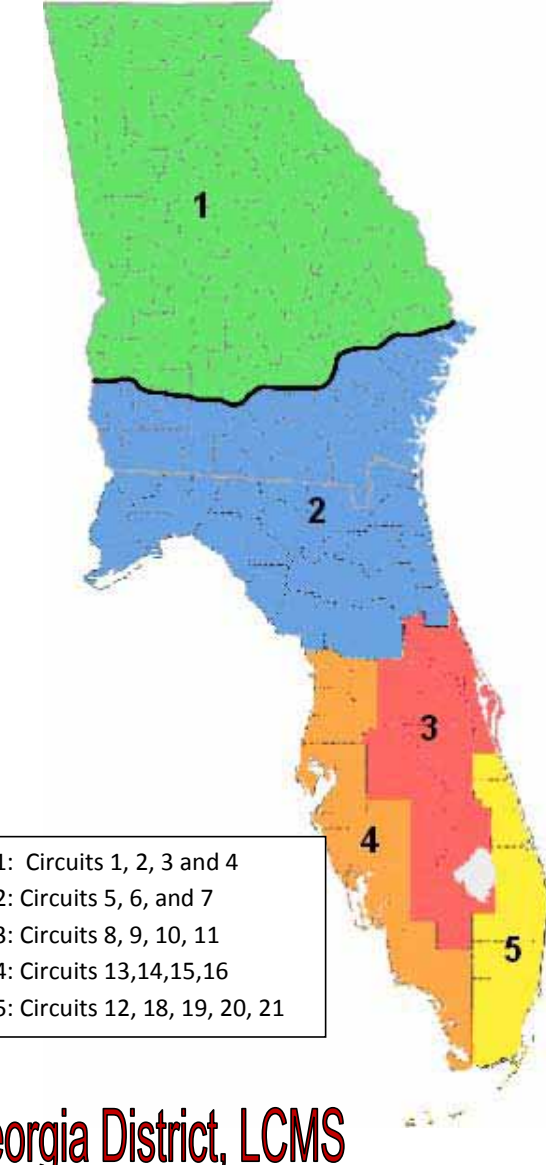 1
2
3
4
5
1: Circuits 1, 2, 3 and 4
2: Circuits 5, 6, and 7
3: Circuits 8, 9, 10, 11
4: Circuits 13,14,15,16
5: Circuits 12, 18, 19, 20, 21
eorgia District, LCMS